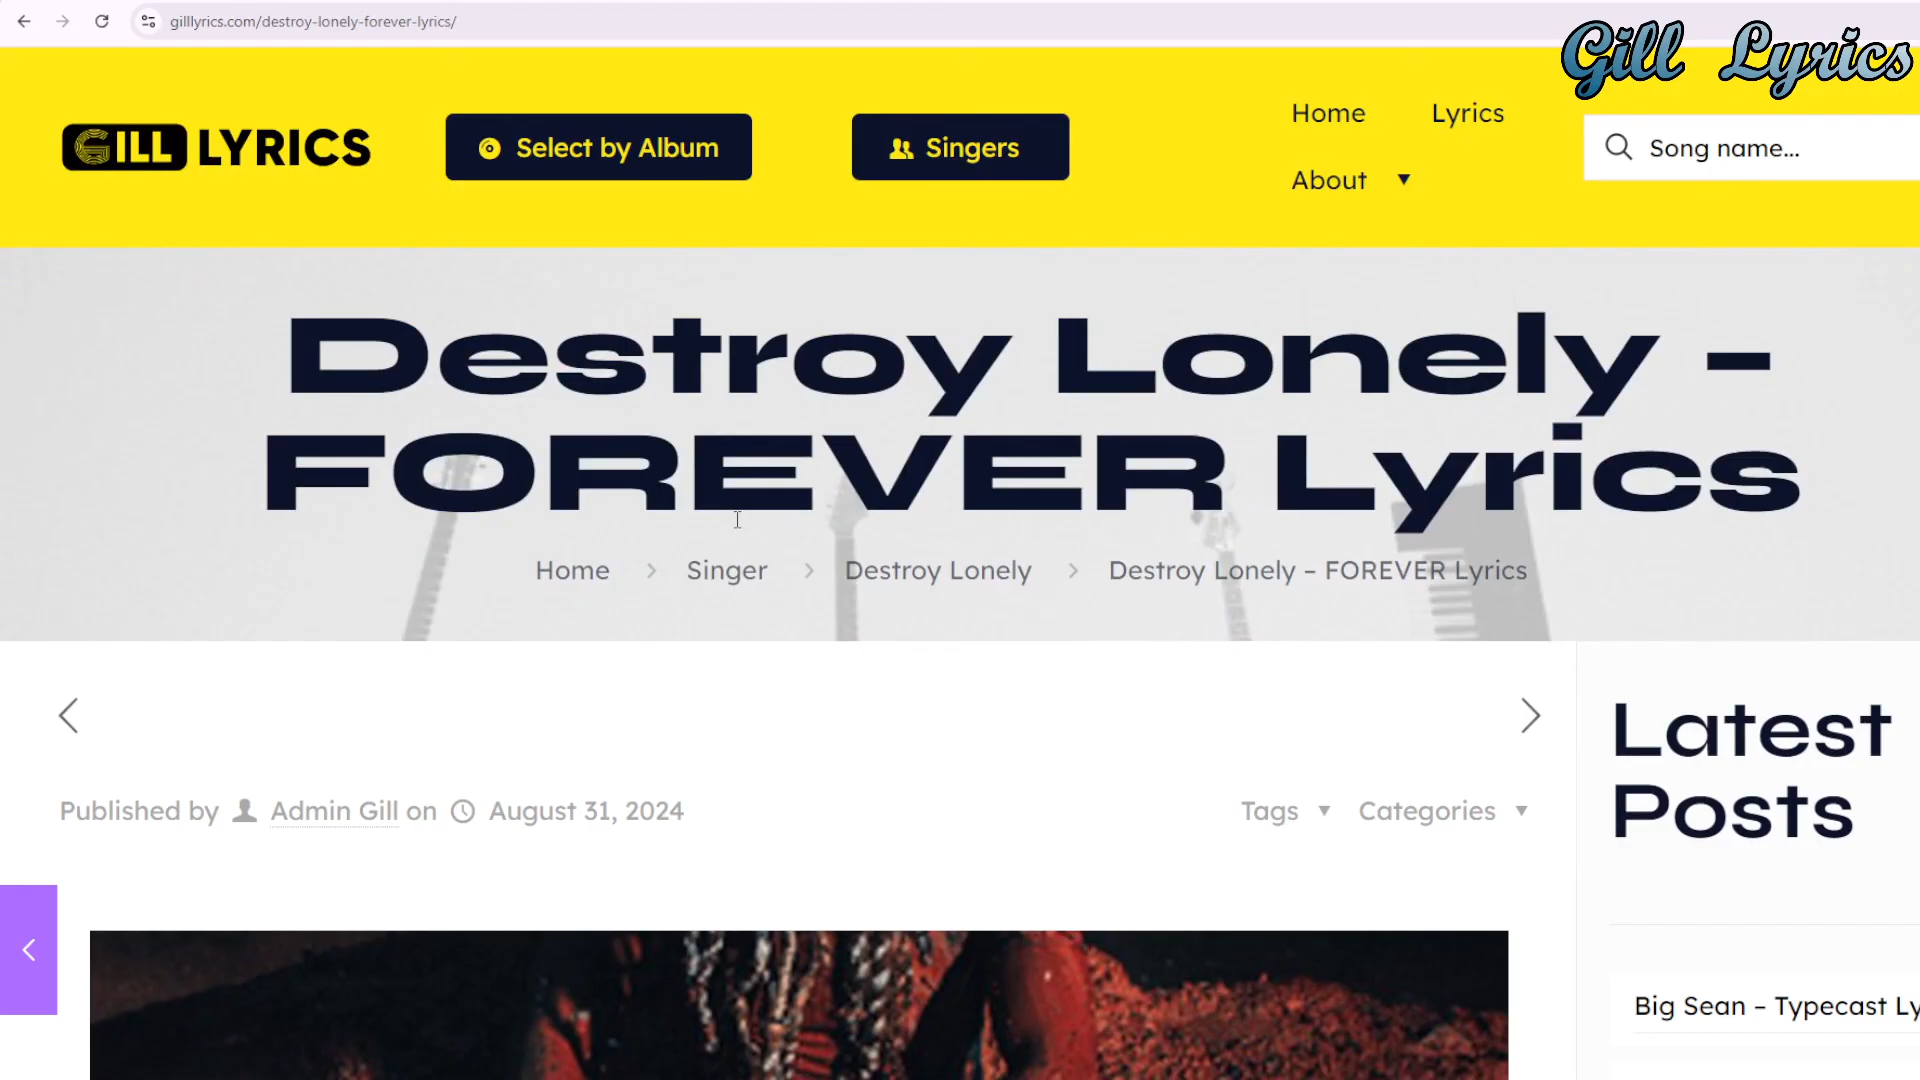 gilllyrics.com/destroy-lonely-forever-lyrics/
Gill Lyrics
GILL LYRICS
Select by Album
Singers
Home
Lyrics
About
Song name...
Destroy Lonely –
FOREVER Lyrics
Home
Singer
Destroy Lonely
Destroy Lonely – FOREVER Lyrics
Published by Admin Gill on August 31, 2024
Tags
Categories
Latest
Posts
Big Sean – Typecast Ly